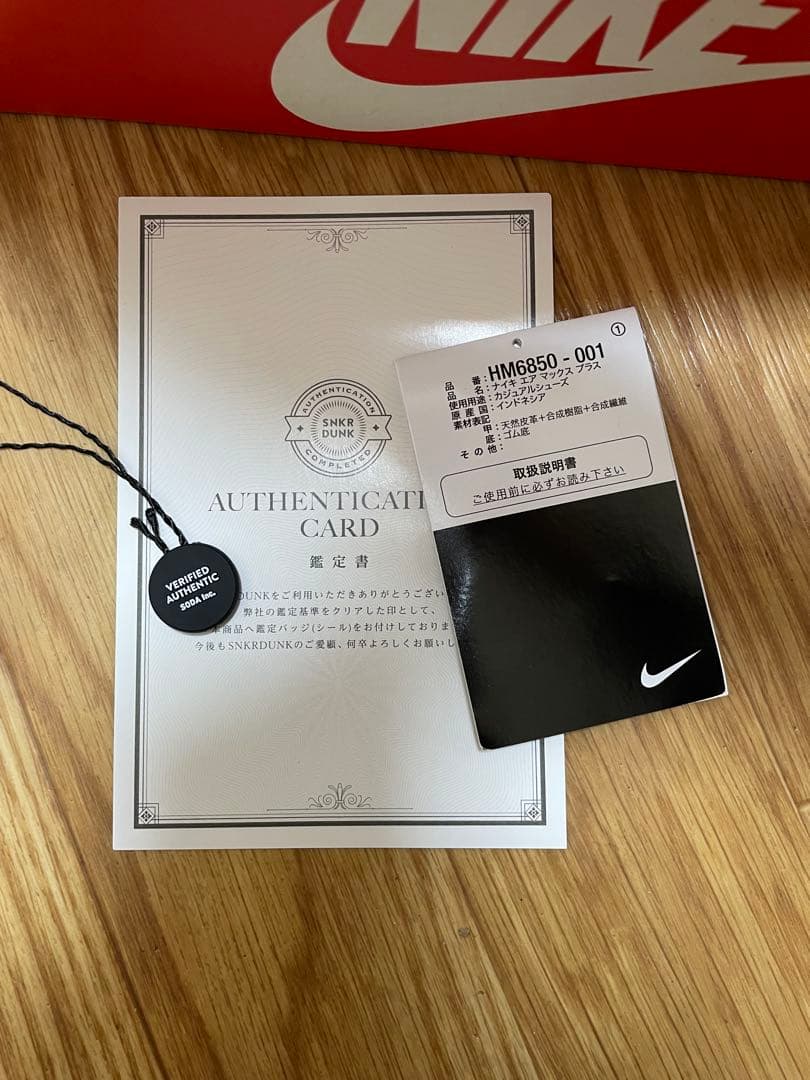 NIKE
AUTHENTICATION
SNKR
DUNK
COMPLETED
AUTHENTICATI
CARD
鑑定書
DUNKをご利用いただきありがとうござい
弊社の鑑定基準をクリアした印として、
本商品へ鑑定バッジ(シール)をお付けしておりま
今後もSNKRDUNKのご愛顧、何卒よろしくお願いし
VERIFIED
AUTHENTIC
SODA Inc.
①
品番:HM6850-001
品名:ナイキ エア マックス プラス
使用用途:カジュアルシューズ
原産国:インドネシア
素材表記
甲:天然皮革+合成樹脂+合成繊維
底:ゴム底
その他:
取扱説明書
ご使用前に必ずお読み下さい